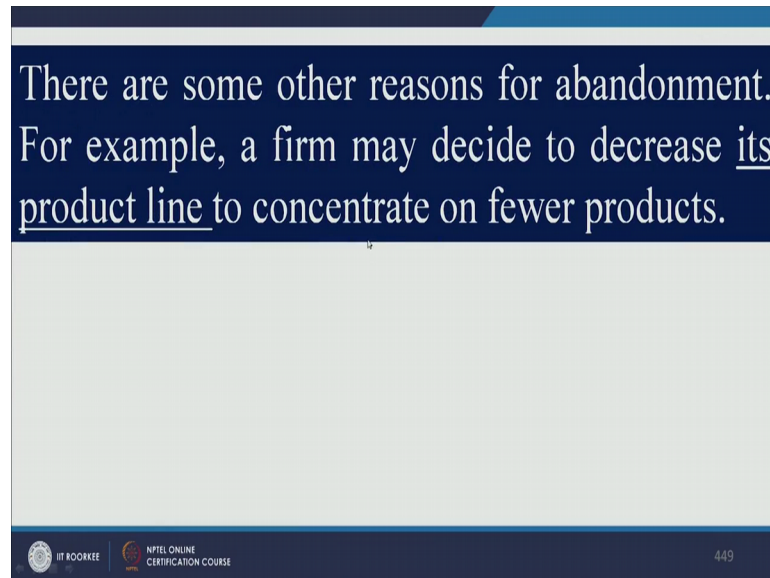 There are some other reasons for abandonment.
For example, a firm may decide to decrease its
product line to concentrate on fewer products.
IIT ROORKEE
NPTEL ONLINE
CERTIFICATION COURSE
449